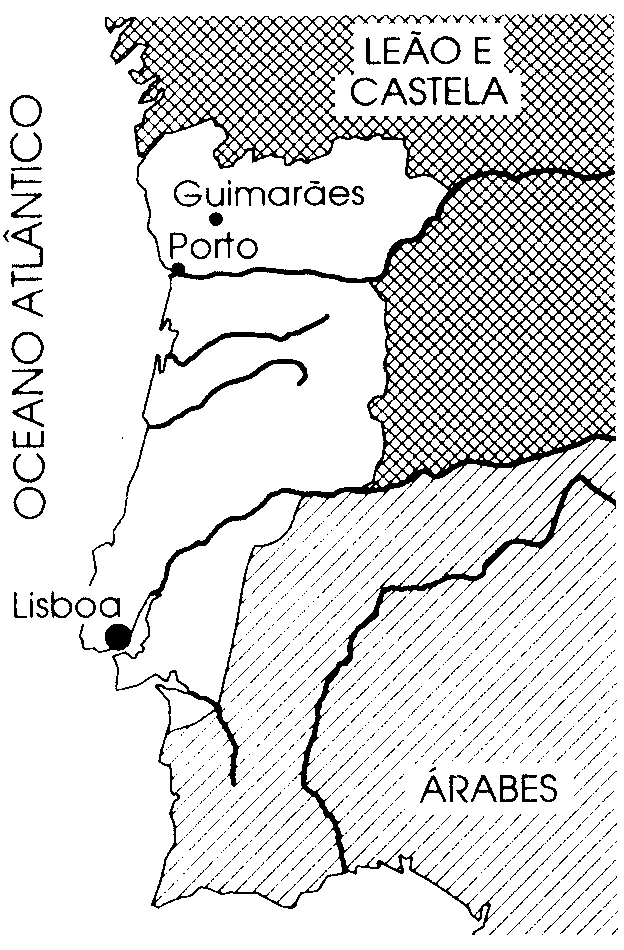 LEÃO E
CASTELA
OCEANO ATLÂNTICO
Guimarães
Porto
Lisboa
ÁRABES